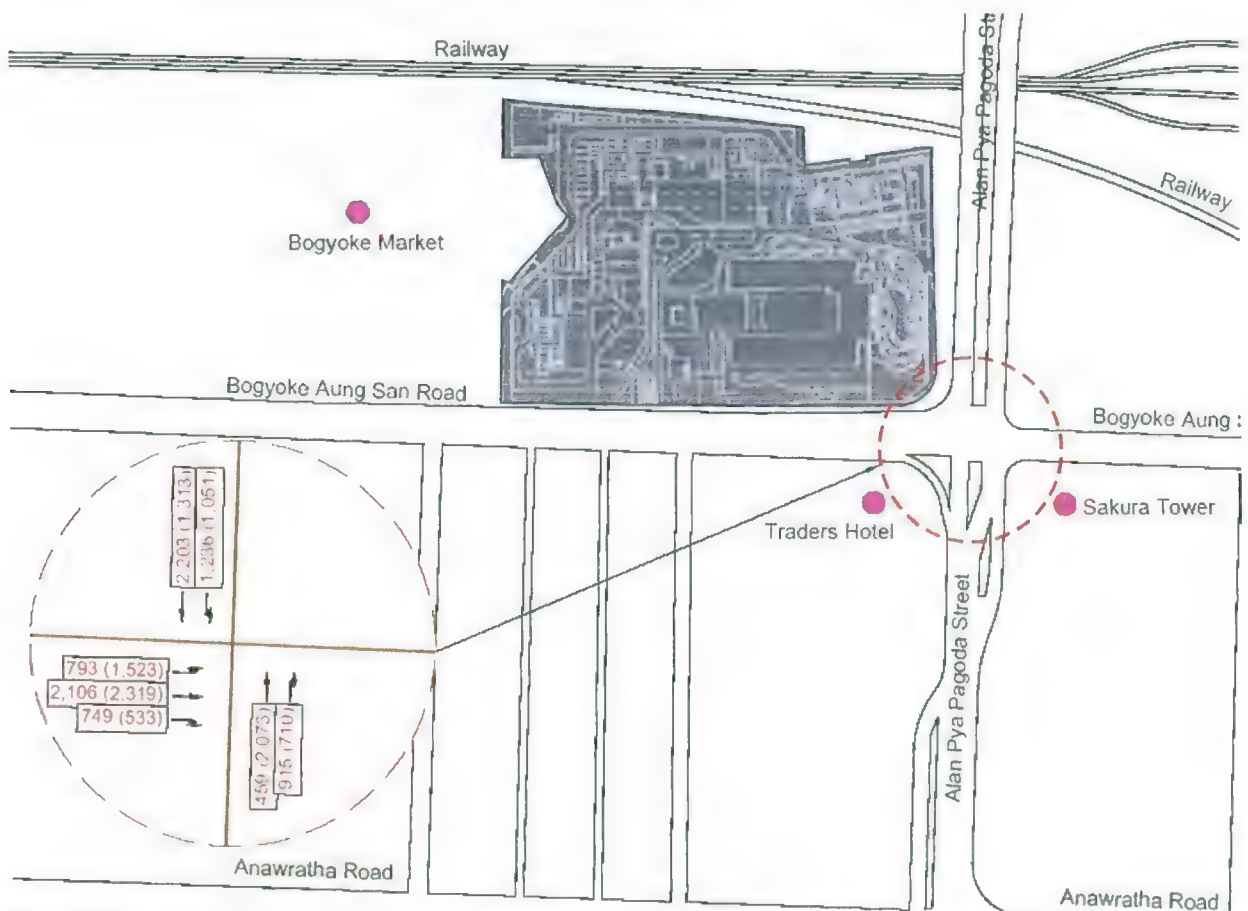 Railway
Alan Pya Pagoda St
Railway
Bogyoke Market
Bogyoke Aung San Road
Bogyoke Aung :
Traders Hotel
Sakura Tower
2,203 (1,313)
1,236 (1,051)
793 (1,523)
2,106 (2,319)
749 (533)
459 (2,073)
915 (710)
Alan Pya Pagoda Street
Anawratha Road
Anawratha Road